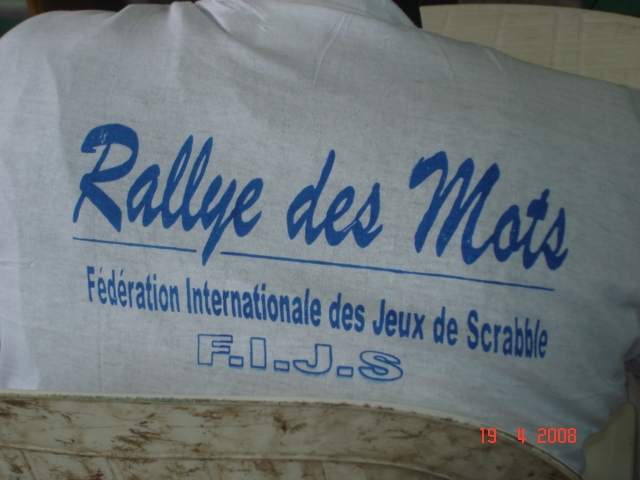 Rallye des Mots
Fédération Internationale des Jeux de Scrabble
F.I.J.S
19 4 2008